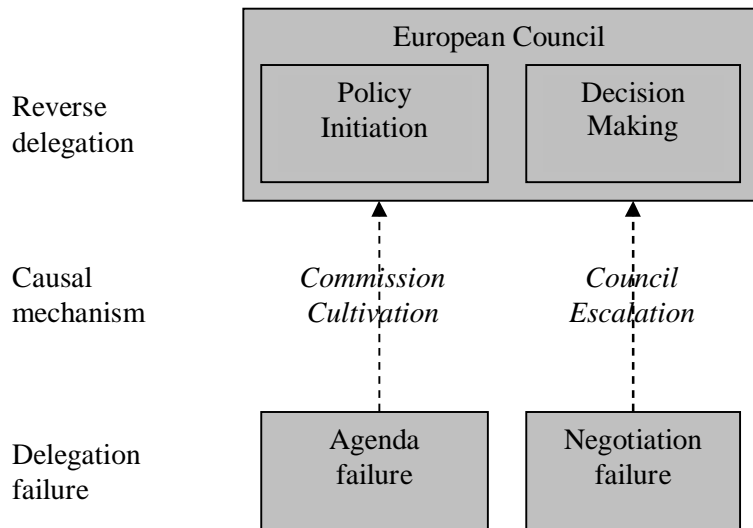 European Council
Reverse
delegation
Policy
Initiation
Decision
Making
Causal
mechanism
Commission
Cultivation
Council
Escalation
Delegation
failure
Agenda
failure
Negotiation
failure